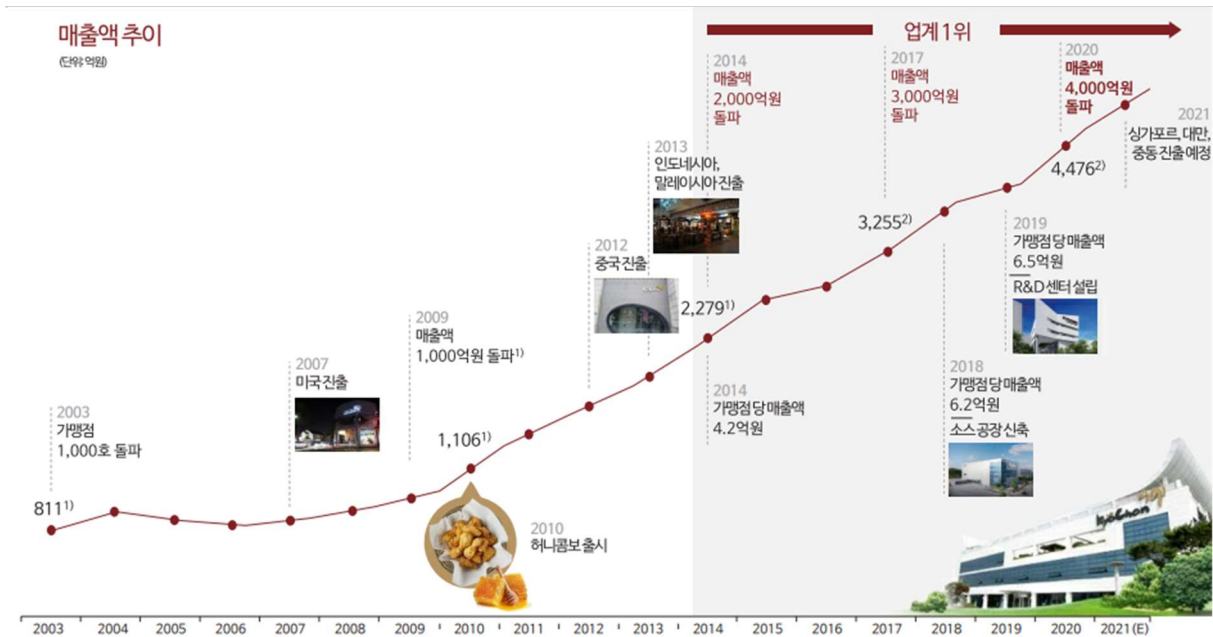 매출액 추이
(단위: 억원)
업계 1위
2014
매출액
2,000억원
돌파
2017
매출액
3,000억원
돌파
2020
매출액
4,000억원
돌파
2021
싱가포르, 대만,
중동 진출 예정
2013
인도네시아,
말레이시아 진출
2012
중국 진출
2009
매출액
1,000억원 돌파1)
2007
미국 진출
2003
가맹점
1,000호 돌파
8111)
1,1061)
2,2791)
3,2552)
4,4762)
2019
가맹점 당 매출액
6.5억원
R&D 센터 설립
2018
가맹점 당 매출액
6.2억원
소스 공장 신축
2014
가맹점 당 매출액
4.2억원
2010
허니콤보 출시
KyoChon
2003 2004 2005 2006 2007 2008 2009 2010 2011 2012 2013 2014 2015 2016 2017 2018 2019 2020 2021(E)